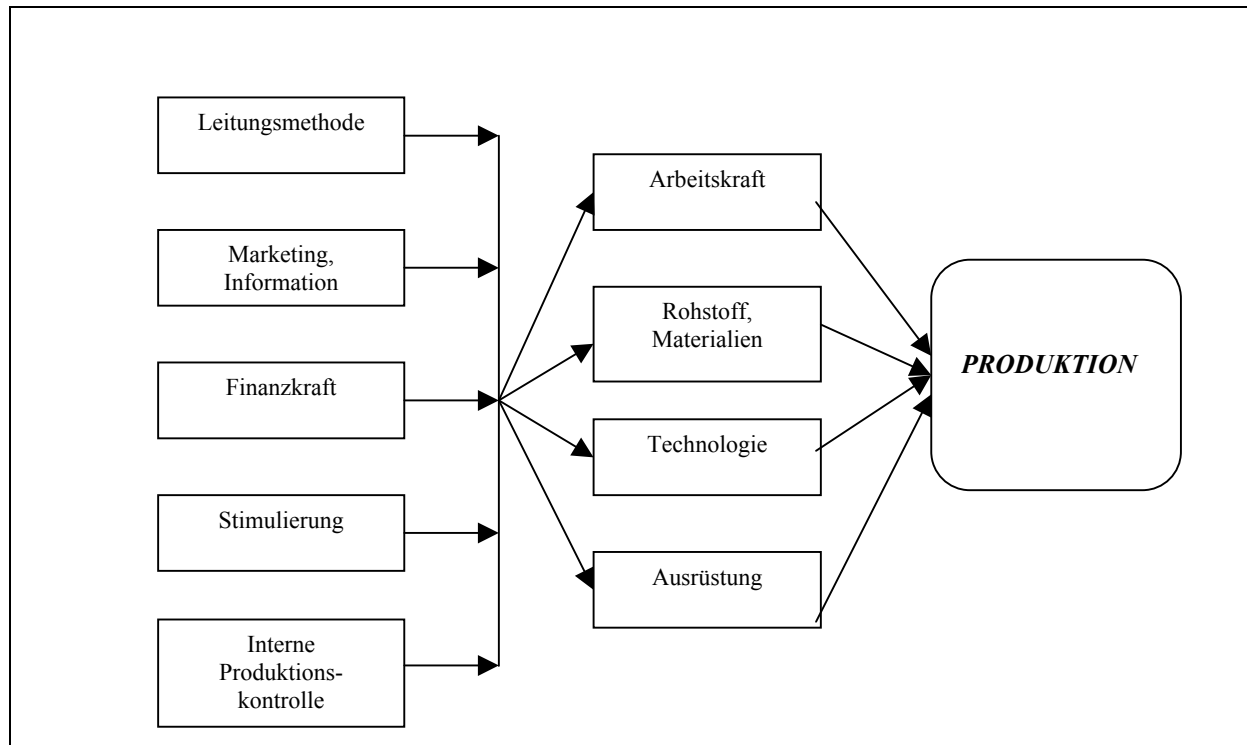 Leitungsmethode
Marketing,
Information
Finanzkraft
Stimulierung
Interne
Produktions-
kontrolle
Arbeitskraft
Rohstoff,
Materialien
Technologie
Ausrüstung
PRODUKTION